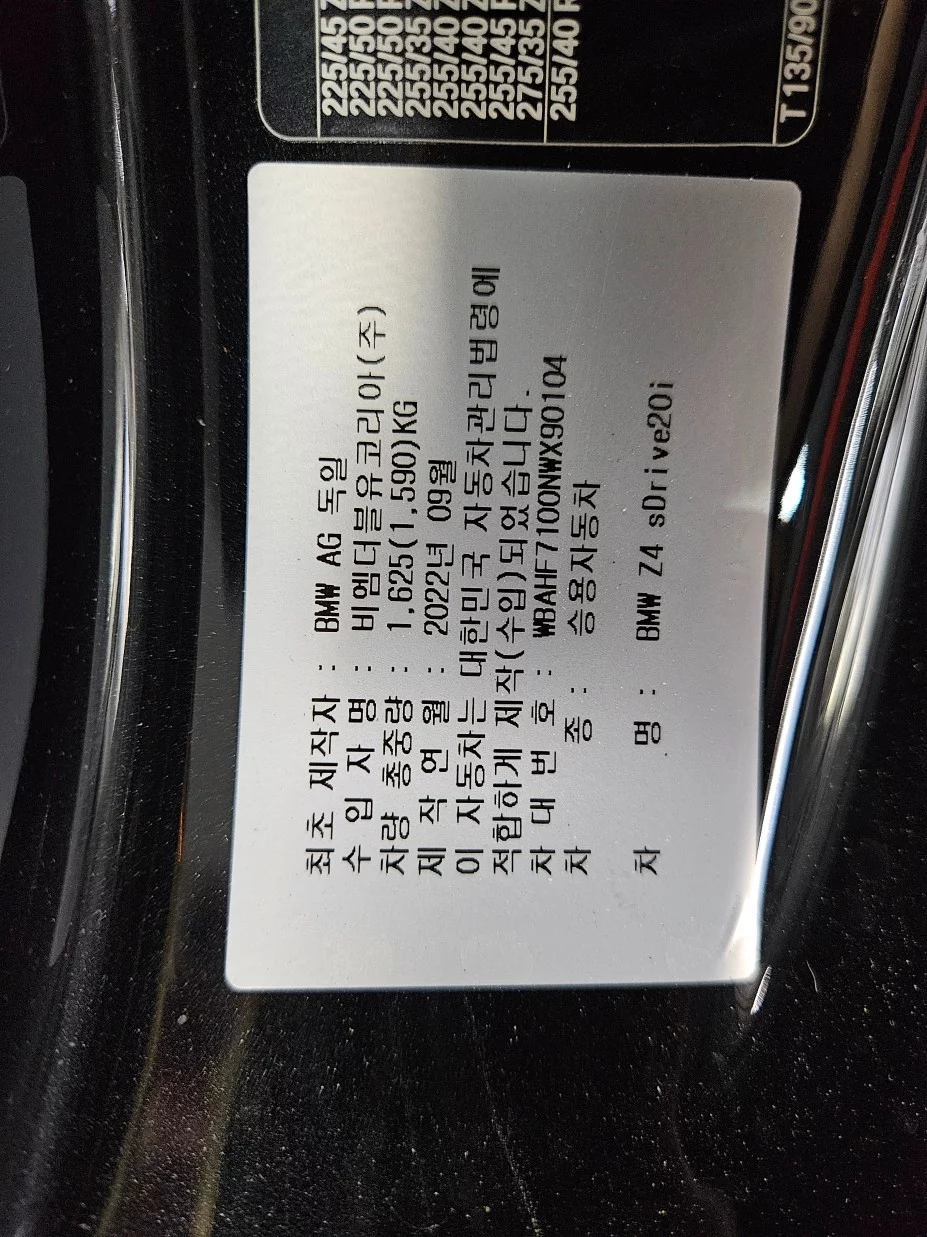 225/45
225/50
225/50
255/35
255/40
255/40
255/45
275/35
255/40 R
T135/90
최초 제작자 : BMW AG 독일
수 입 자 명 : 비엠더블유코리아(주)
차량 총중량 : 1,625(1,590)KG
제 작 연 월 : 2022년 09월
이 자동차는 대한민국 자동차관리법령에
적합하게 제작(수입)되었습니다.
차 대 번 호 : WBAHF7100NWX90104
차 종 : 승용자동차
차 명 : BMW Z4 sDrive20i